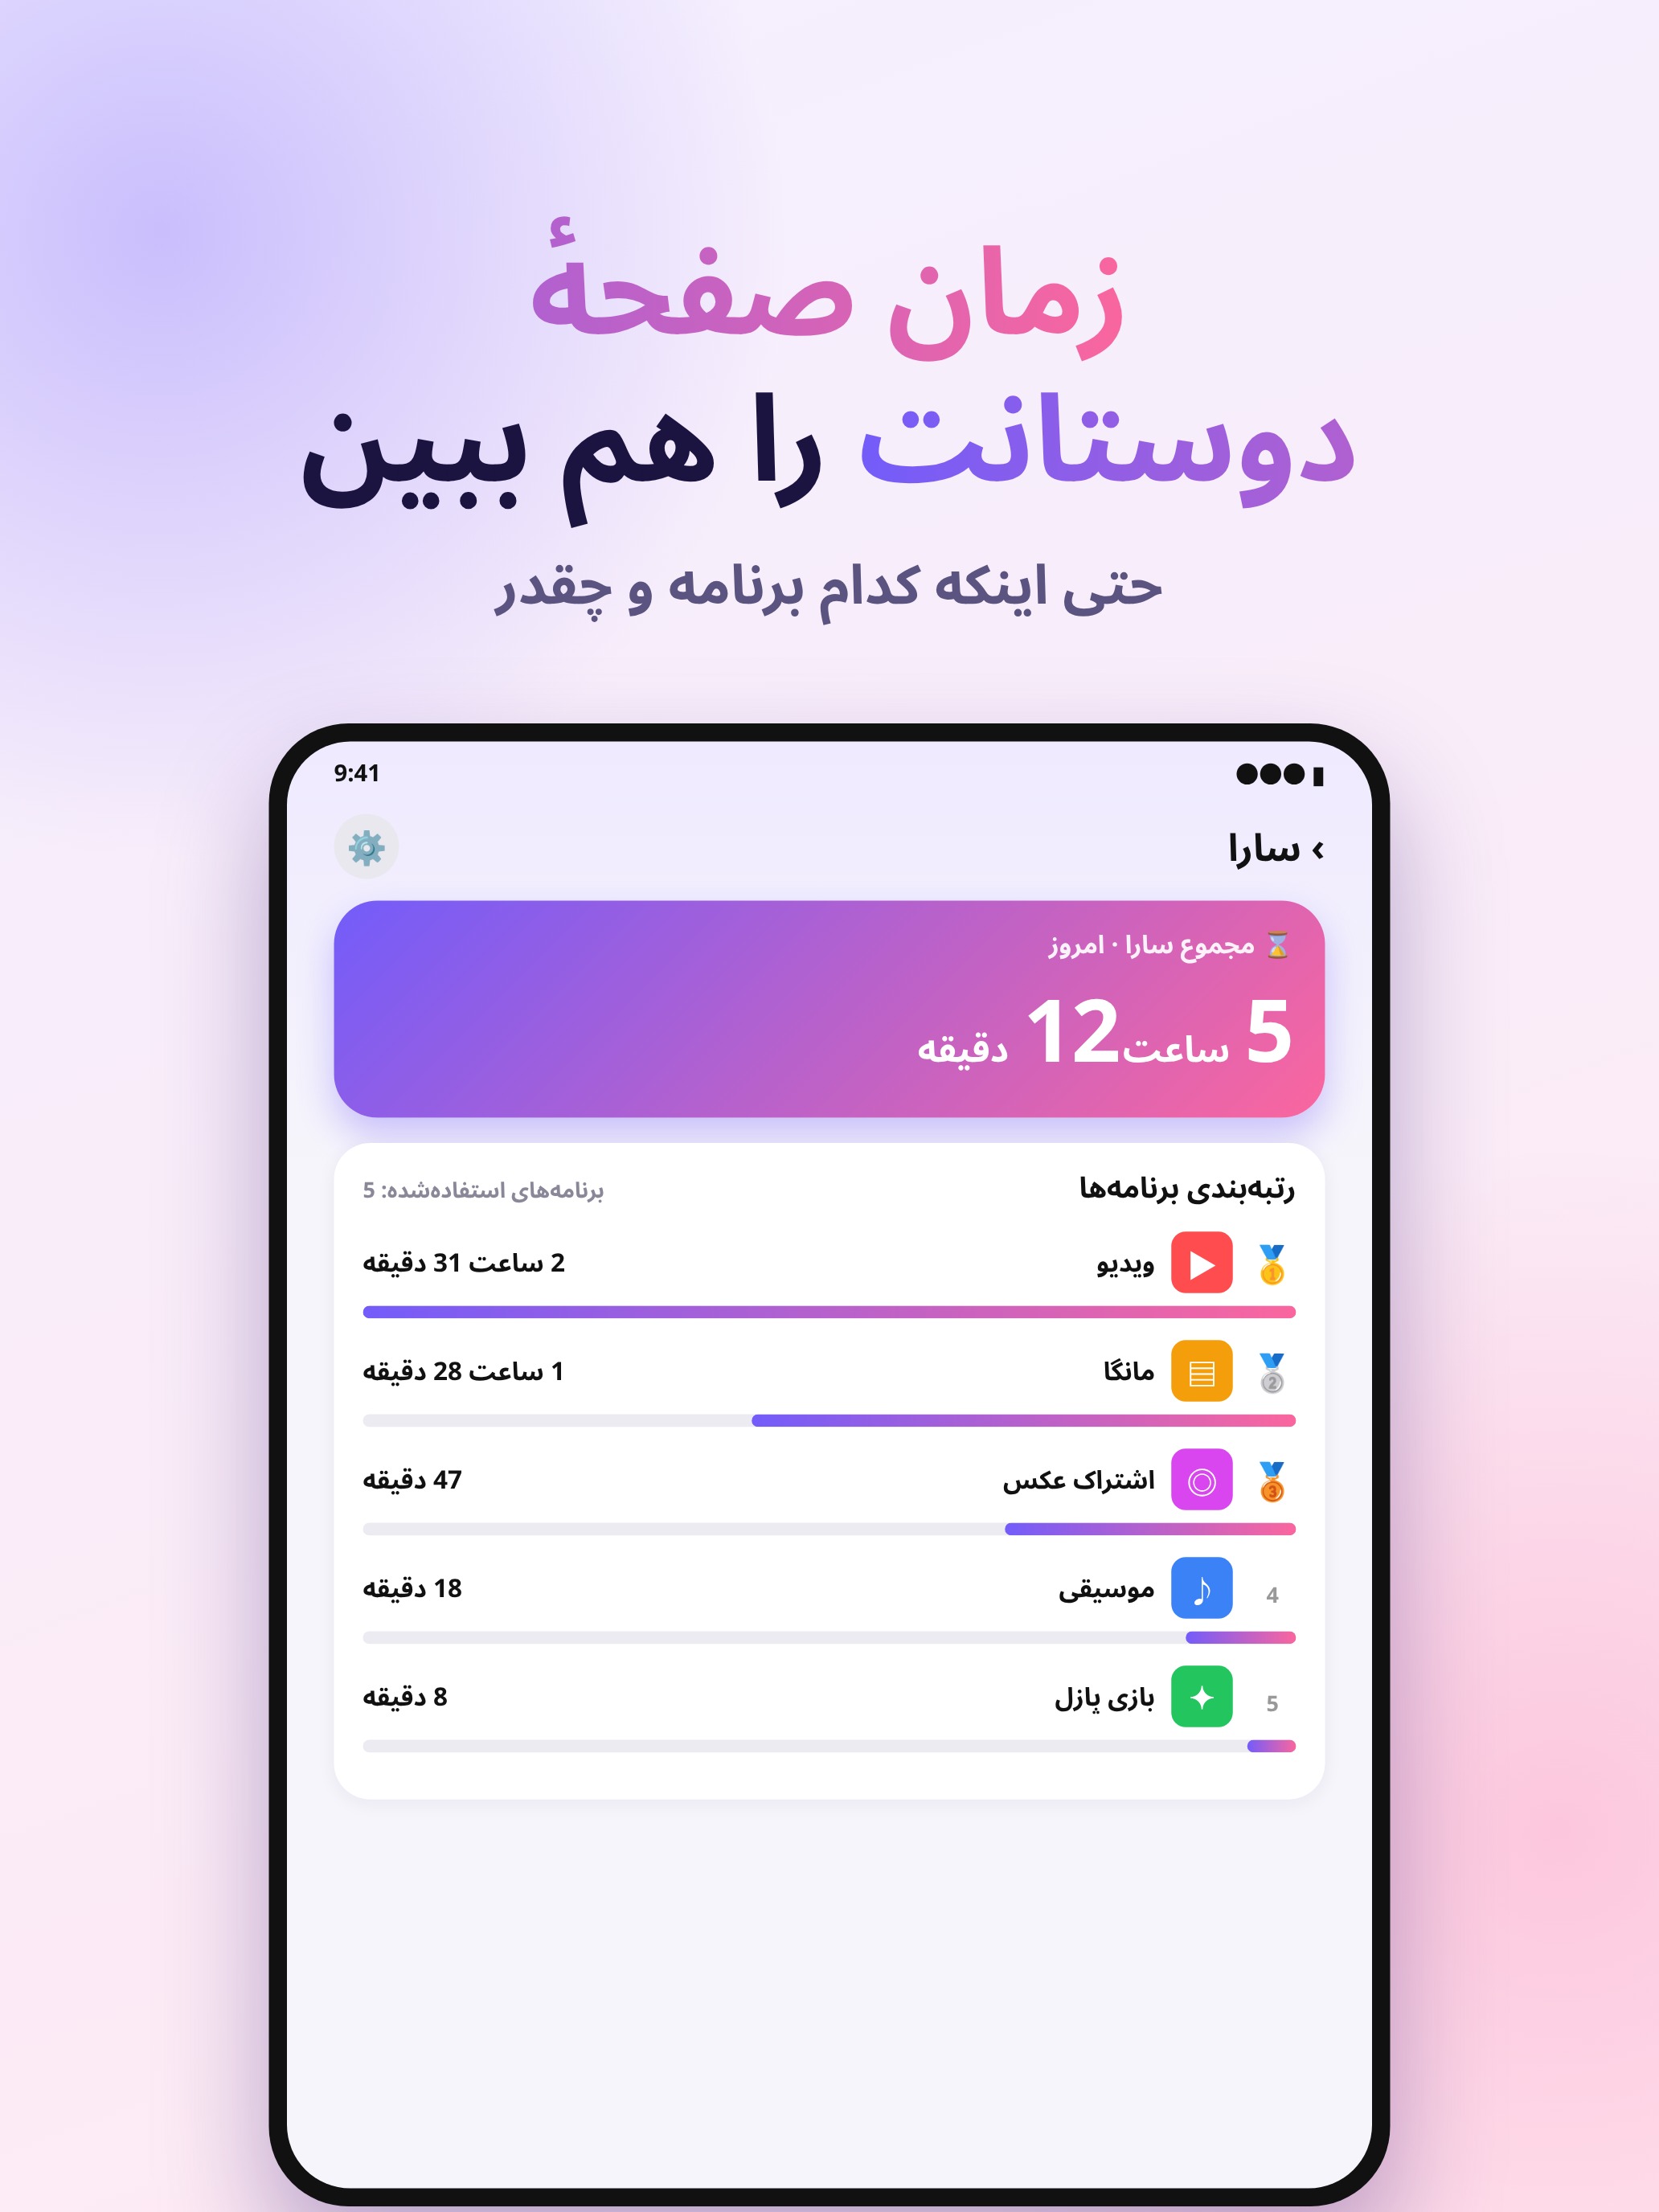 زمان صفحهٔ
دوستانت را هم ببین
حتی اینکه کدام برنامه و چقدر
9:41
‹ سارا
⌛ مجموع سارا · امروز
5 ساعت 12 دقیقه
رتبه‌بندی برنامه‌ها
برنامه‌های استفاده‌شده: 5
ویدیو
2 ساعت 31 دقیقه
مانگا
1 ساعت 28 دقیقه
اشتراک عکس
47 دقیقه
4
موسیقی
18 دقیقه
5
بازی پازل
8 دقیقه